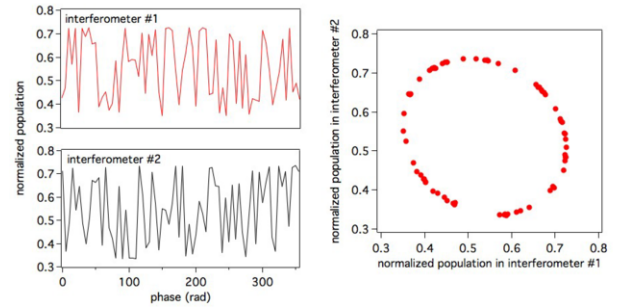 0.8
interferometer #1
0.7
0.6
0.5
0.4
0.3
0.8
interferometer #2
0.7
0.6
0.5
0.4
0.3
0 100 200 300
phase (rad)
normalized population
0.8
0.7
0.6
0.5
0.4
0.3
0.3 0.4 0.5 0.6 0.7 0.8
normalized population in interferometer #1
normalized population in interferometer #2